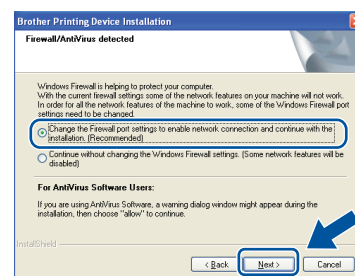 Brother Printing Device Installation
Firewall/AntiVirus detected
Windows Firewall is helping to protect your computer.
With the current firewall settings some of the network features on your machine will not work.
In order for all the network features of the machine to work, some of the Windows Firewall port
settings need to be changed.
Change the Firewall port settings to enable network connection and continue with the
installation. (Recommended)
Continue without changing the Windows Firewall settings. (Some network features will be
disabled)
For AntiVirus Software Users:
If you are using AntiVirus Software, a warning dialog window might appear during the
installation, then choose "allow" to continue.
InstallShield
< Back
Next >
Cancel